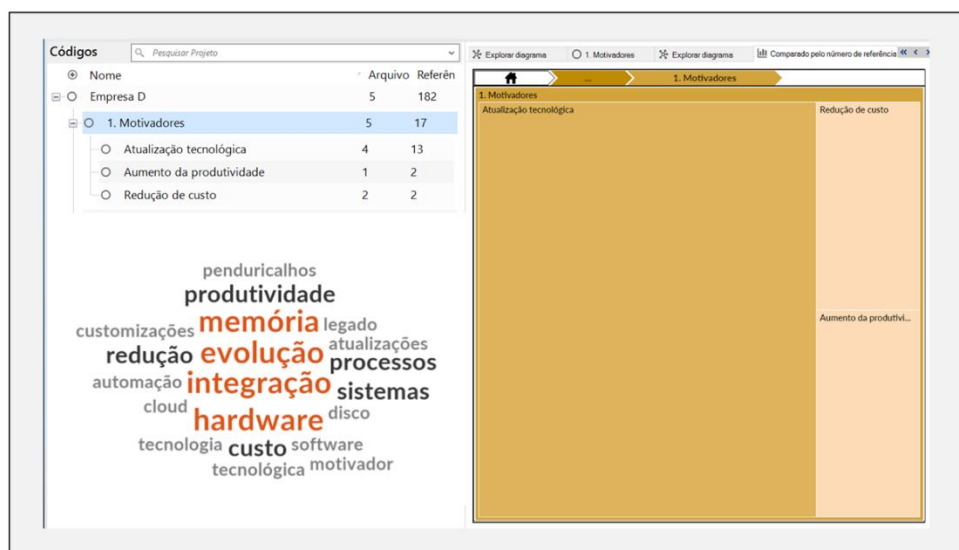 Códigos
Pesquisar Projeto
Nome Arquivo Referên
Empresa D 5 182
1. Motivadores 5 17
Atualização tecnológica 4 13
Aumento da produtividade 1 2
Redução de custo 2 2
penduricalhos
produtividade
customizações memória legado
atualizações
redução evolução processos
automação integração sistemas
cloud hardware disco
tecnologia custo software
tecnológica motivador
Explorar diagrama 1. Motivadores Explorar diagrama Comparado pelo número de referência
... 1. Motivadores
1. Motivadores
Atualização tecnológica Redução de custo
Aumento da produtivi...